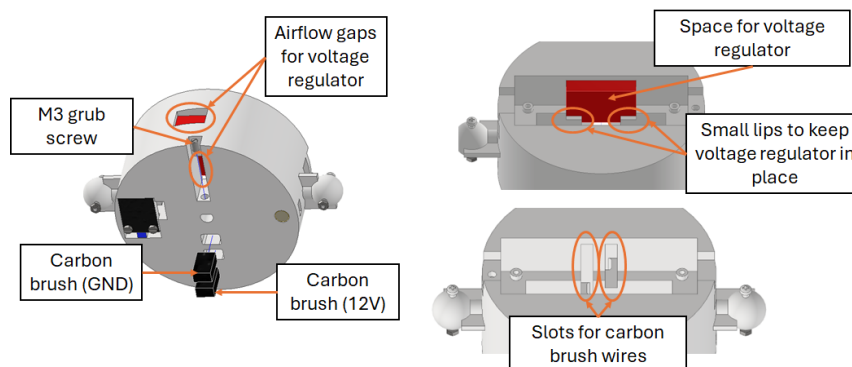 Airflow gaps
for voltage
regulator
M3 grub
screw
Carbon
brush (GND)
Carbon
brush (12V)
Space for voltage
regulator
Small lips to keep
voltage regulator in
place
Slots for carbon
brush wires